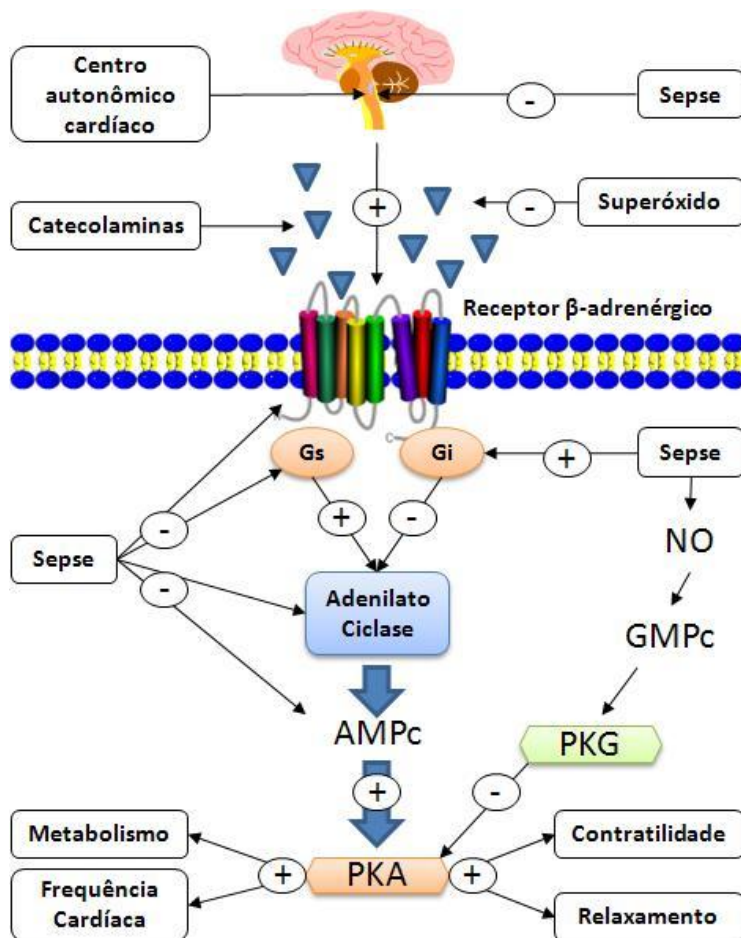 Centro
autonômico
cardíaco
-
Sepse
+
Catecolaminas
-
Superóxido
Receptor β-adrenérgico
C
Gs
Gi
+
Sepse
-
+
-
NO
Sepse
-
Adenilato
Ciclase
GMPc
AMPc
PKG
+
-
Metabolismo
Contratilidade
+
PKA
+
Frequência
Cardíaca
Relaxamento